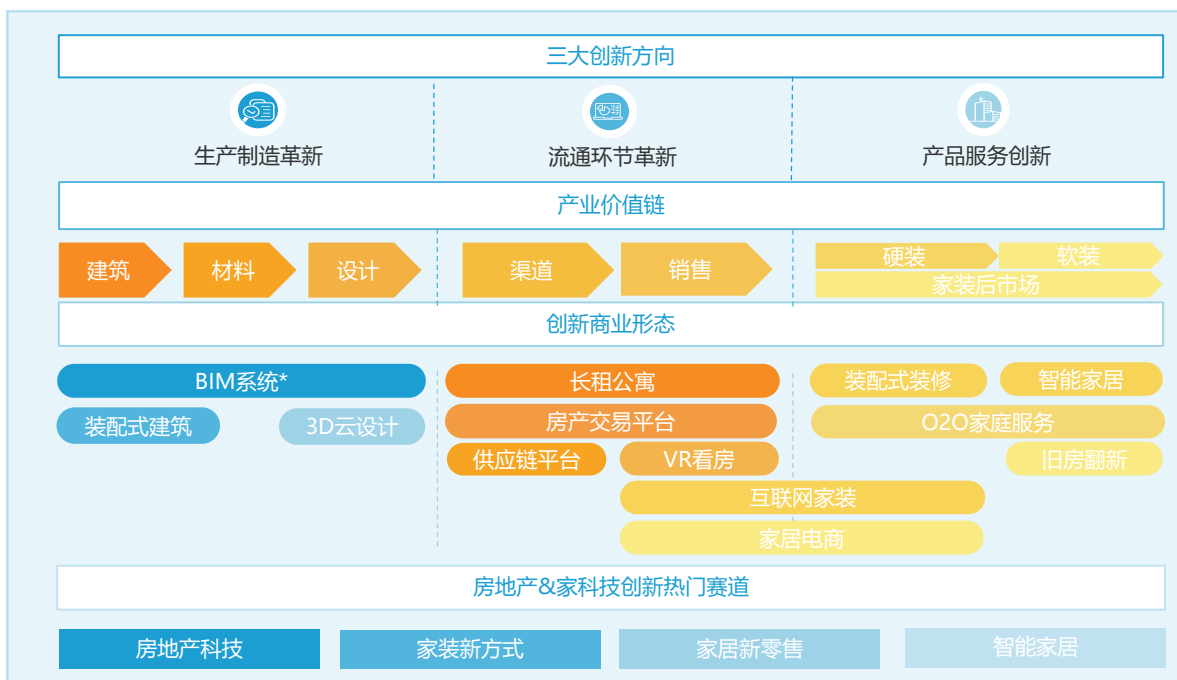 三大创新方向
生产制造革新
流通环节革新
产品服务创新
产业价值链
建筑
材料
设计
渠道
销售
硬装
软装
家装后市场
创新商业形态
BIM系统*
长租公寓
装配式装修
智能家居
装配式建筑
3D云设计
房产交易平台
O2O家庭服务
供应链平台
VR看房
旧房翻新
互联网家装
家居电商
房地产&家科技创新热门赛道
房地产科技
家装新方式
家居新零售
智能家居